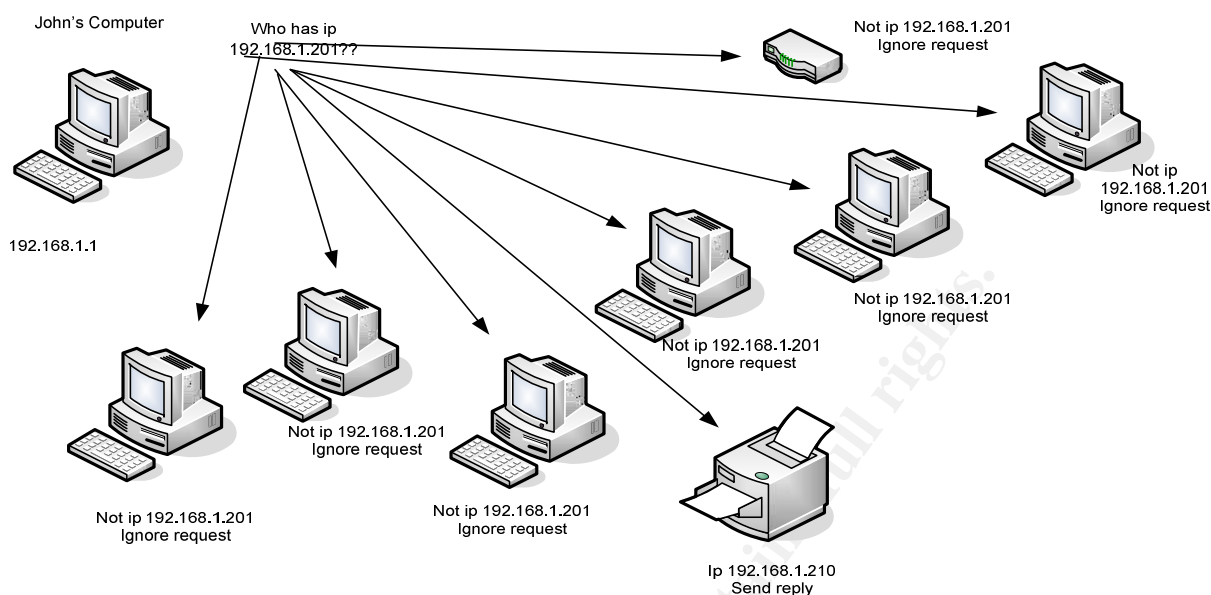 John's Computer
Who has ip
192.168.1.201??
Not ip 192.168.1.201
Ignore request
Not ip
192.168.1.201
Ignore request
192.168.1.1
Not ip 192.168.1.201
Ignore request
Not ip 192.168.1.201
Ignore request
Not ip 192.168.1.201
Ignore request
Not ip 192.168.1.201
Ignore request
Not ip 192.168.1.201
Ignore request
Ip 192.168.1.210
Send reply
full rights.